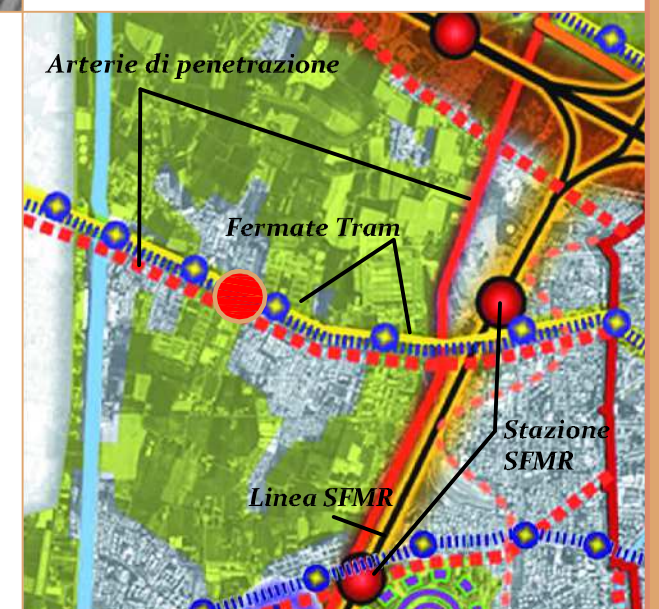 Arterie di penetrazione
Fermate Tram
Stazione
SFMR
Linea SFMR